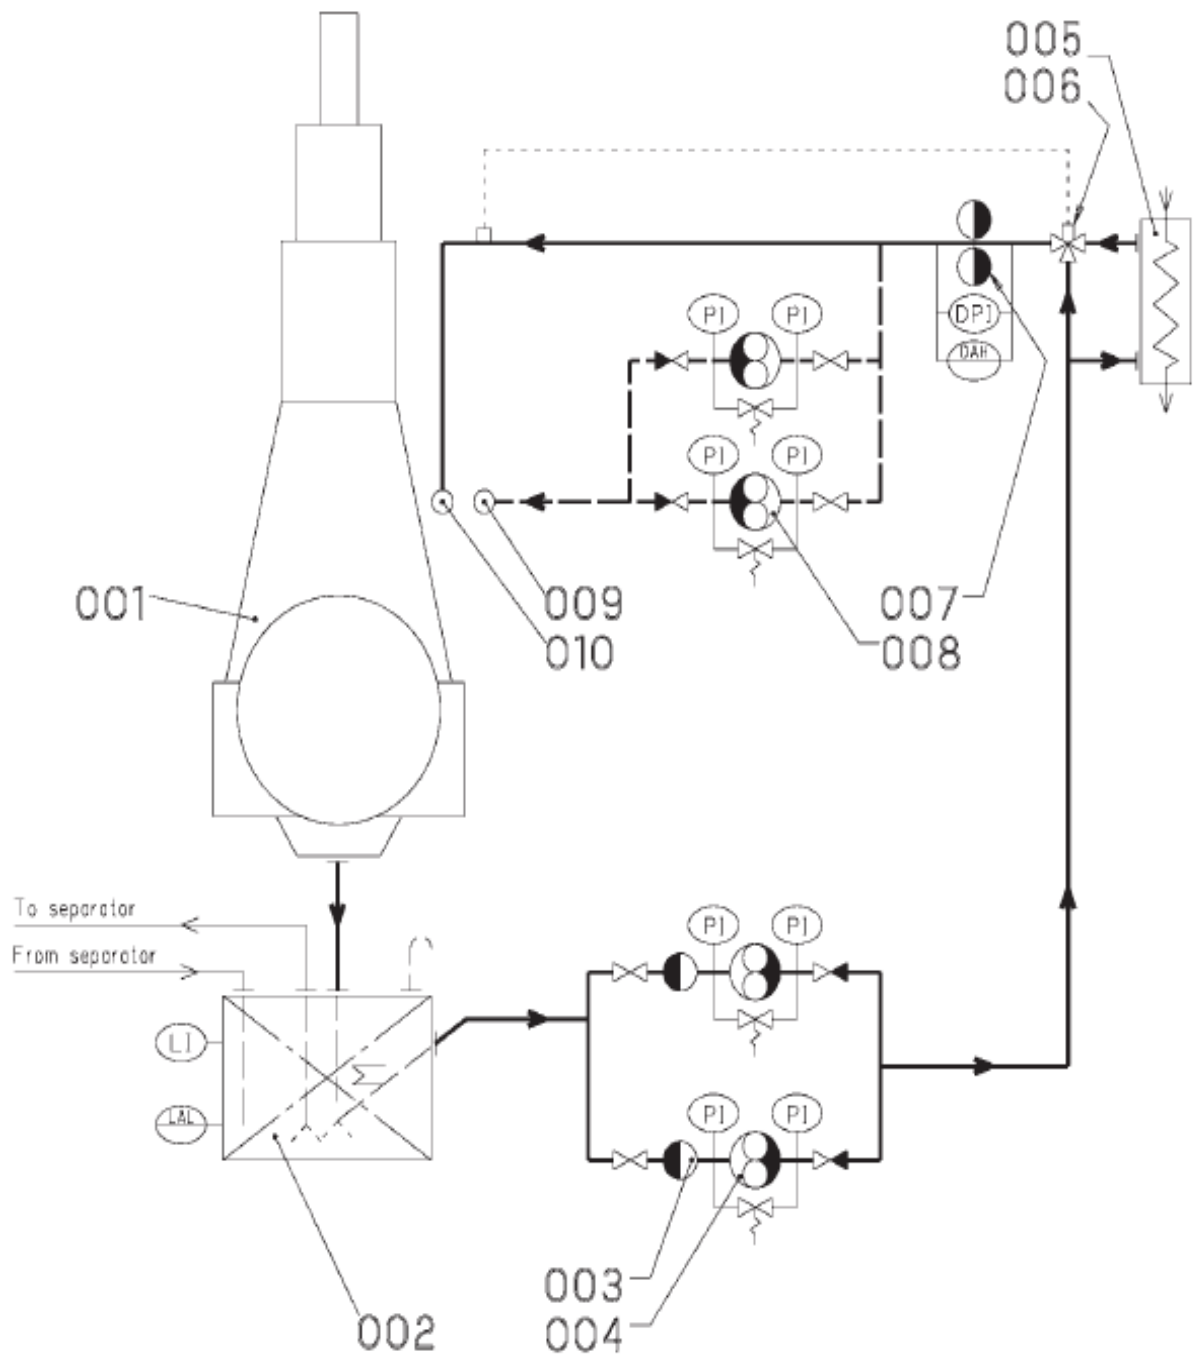 005
006
PI PI
DPI
DAH
PI PI
001
009
010
007
008
To separator
From separator
PI PI
LI
LAL
PI PI
003
004
002